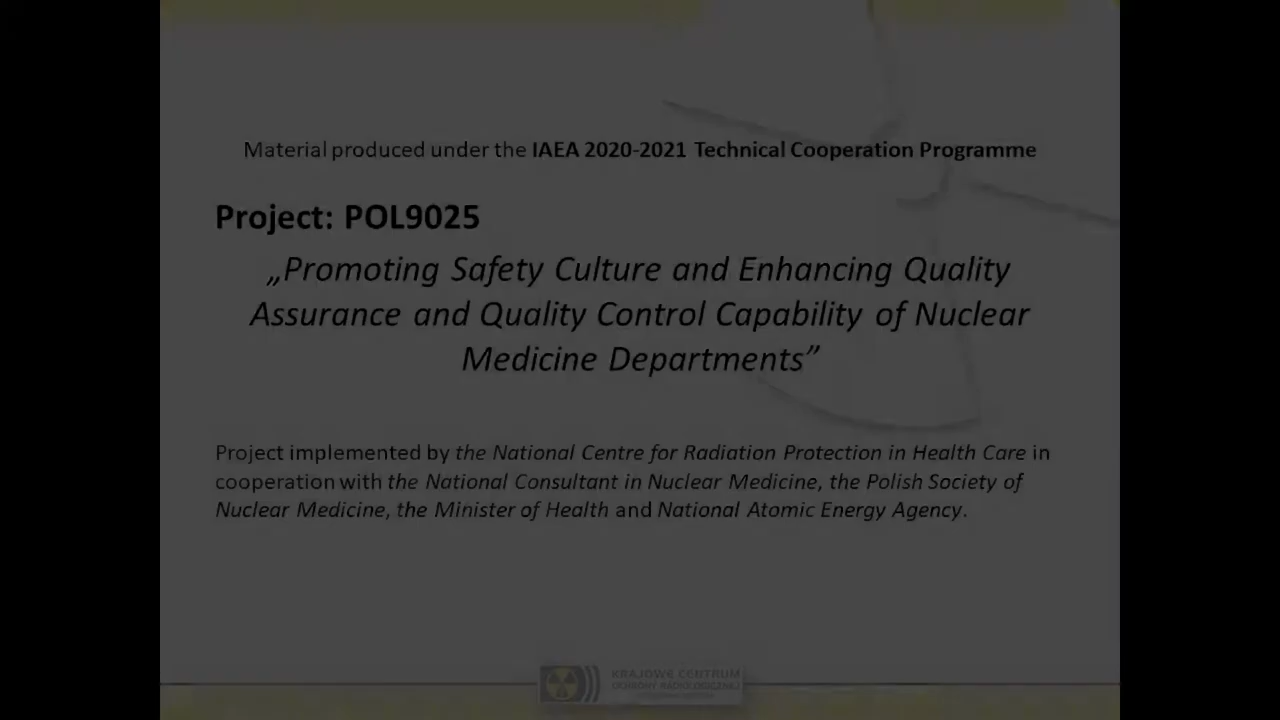 Material produced under the IAEA 2020-2021 Technical Cooperation Programme
Project: POL9025
„Promoting Safety Culture and Enhancing Quality
Assurance and Quality Control Capability of Nuclear
Medicine Departments”
Project implemented by the National Centre for Radiation Protection in Health Care in
cooperation with the National Consultant in Nuclear Medicine, the Polish Society of
Nuclear Medicine, the Minister of Health and National Atomic Energy Agency.
KRAJOWE CENTRUM
OCHRONY RADIOLOGICZNEJ